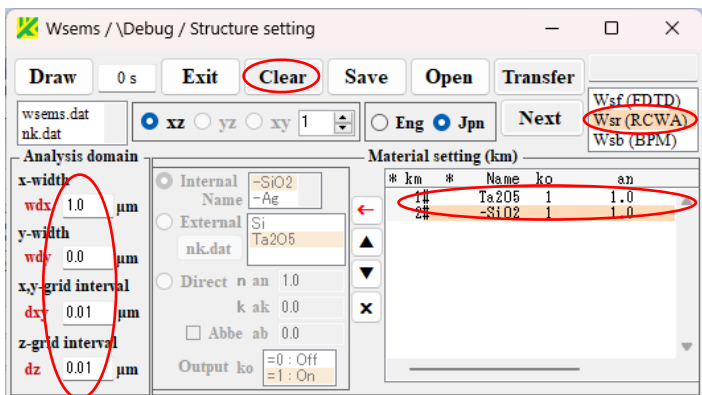 Wsems / \Debug / Structure setting
Draw 0 s Exit Clear Save Open Transfer
wsems.dat
nk.dat
xz yz xy 1 Eng Jpn Next
Wsf (FDTD)
Wsr (RCWA)
Wsb (BPM)
Analysis domain
x-width
wdx 1.0 μm
y-width
wdy 0.0 μm
x,y-grid interval
dxy 0.01 μm
z-grid interval
dz 0.01 μm
Internal
Name
-SiO2
-Ag
External
nk.dat
Si
Ta2O5
Direct n an 1.0
k ak 0.0
Abbe ab 0.0
Output ko
=0 : Off
=1 : On
Material setting (km)
* km * Name ko an
1# Ta2O5 1 1.0
2# -SiO2 1 1.0